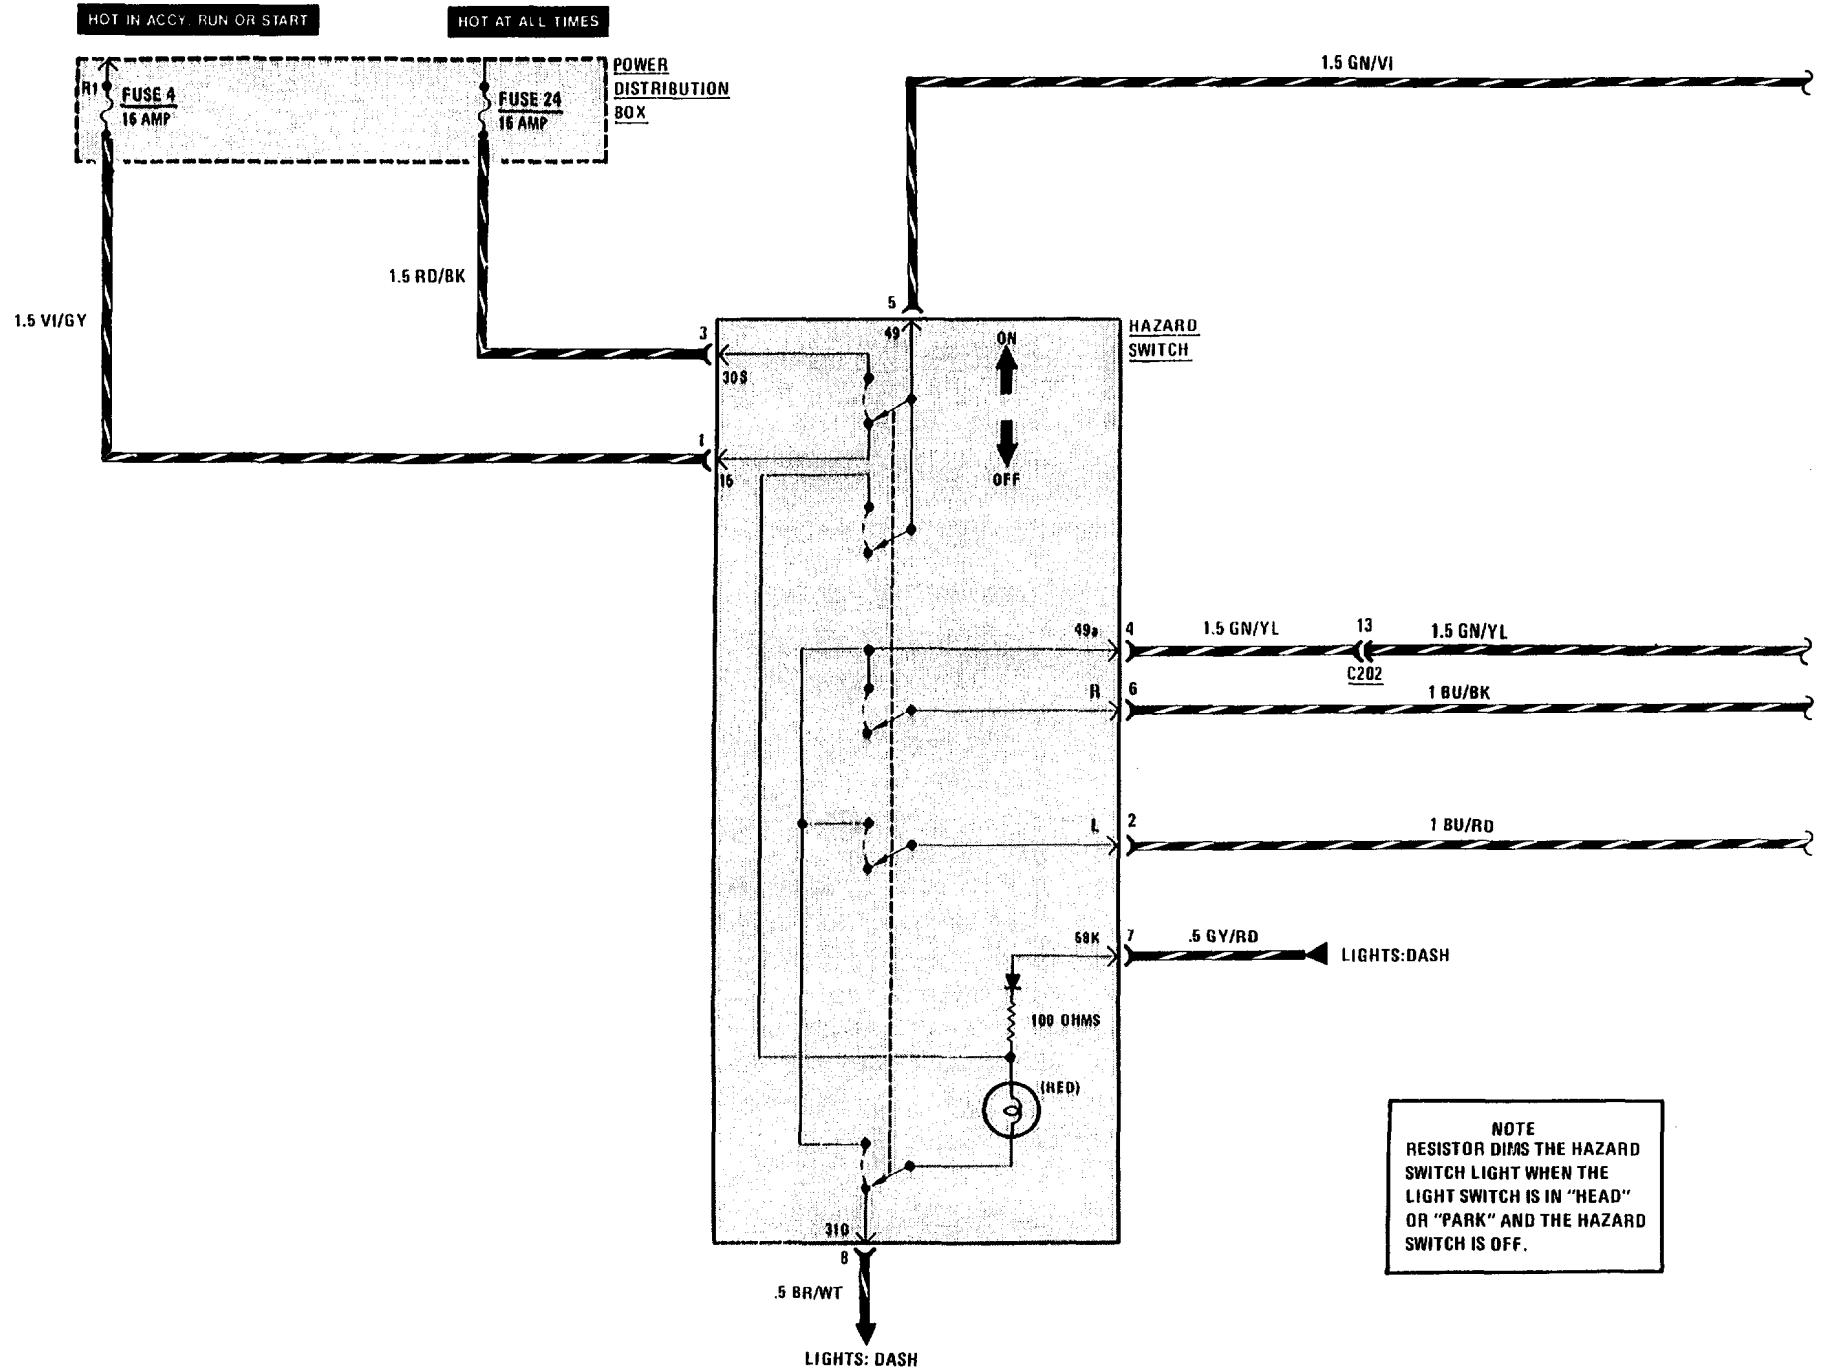 HOT IN ACCY, RUN OR START
HOT AT ALL TIMES
R1
FUSE 4
16 AMP
FUSE 24
16 AMP
POWER
DISTRIBUTION
BOX
1.5 GN/VI
1.5 RD/BK
1.5 VI/GY
5
49
3
30S
1
15
ON
OFF
HAZARD
SWITCH
49a
4
1.5 GN/YL
13
1.5 GN/YL
C202
R
6
1 BU/BK
L
2
1 BU/RD
58K
7
.5 GY/RD
LIGHTS:DASH
100 OHMS
(RED)
NOTE
RESISTOR DIMS THE HAZARD
SWITCH LIGHT WHEN THE
LIGHT SWITCH IS IN "HEAD"
OR "PARK" AND THE HAZARD
SWITCH IS OFF.
31G
8
.5 BR/WT
LIGHTS: DASH